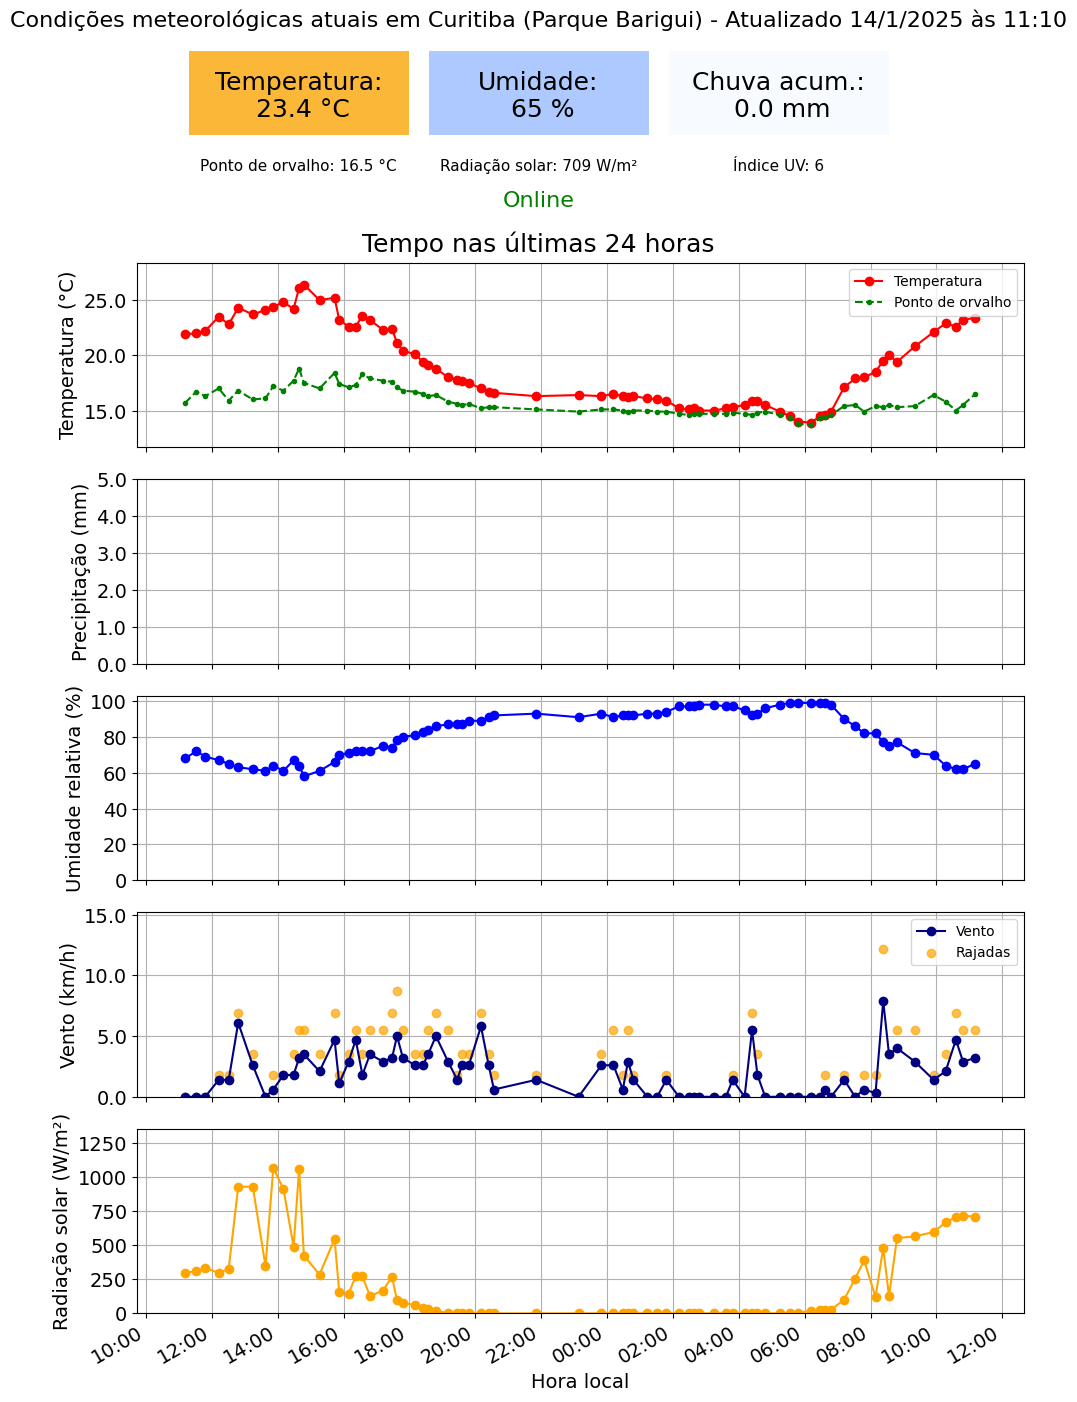 Condições meteorológicas atuais em Curitiba (Parque Barigui) - Atualizado 14/1/2025 às 11:10
Temperatura:
23.4 °C
Umidade:
65 %
Chuva acum.:
0.0 mm
Ponto de orvalho: 16.5 °C
Radiação solar: 709 W/m²
Índice UV: 6
Online
Tempo nas últimas 24 horas
Temperatura (°C)
25.0
20.0
15.0
Temperatura
Ponto de orvalho
Precipitação (mm)
5.0
4.0
3.0
2.0
1.0
0.0
Umidade relativa (%)
100
80
60
40
20
0
Vento (km/h)
15.0
10.0
5.0
0.0
Vento
Rajadas
Radiação solar (W/m²)
1250
1000
750
500
250
0
10:00
12:00
14:00
16:00
18:00
20:00
22:00
00:00
02:00
04:00
06:00
08:00
10:00
12:00
Hora local